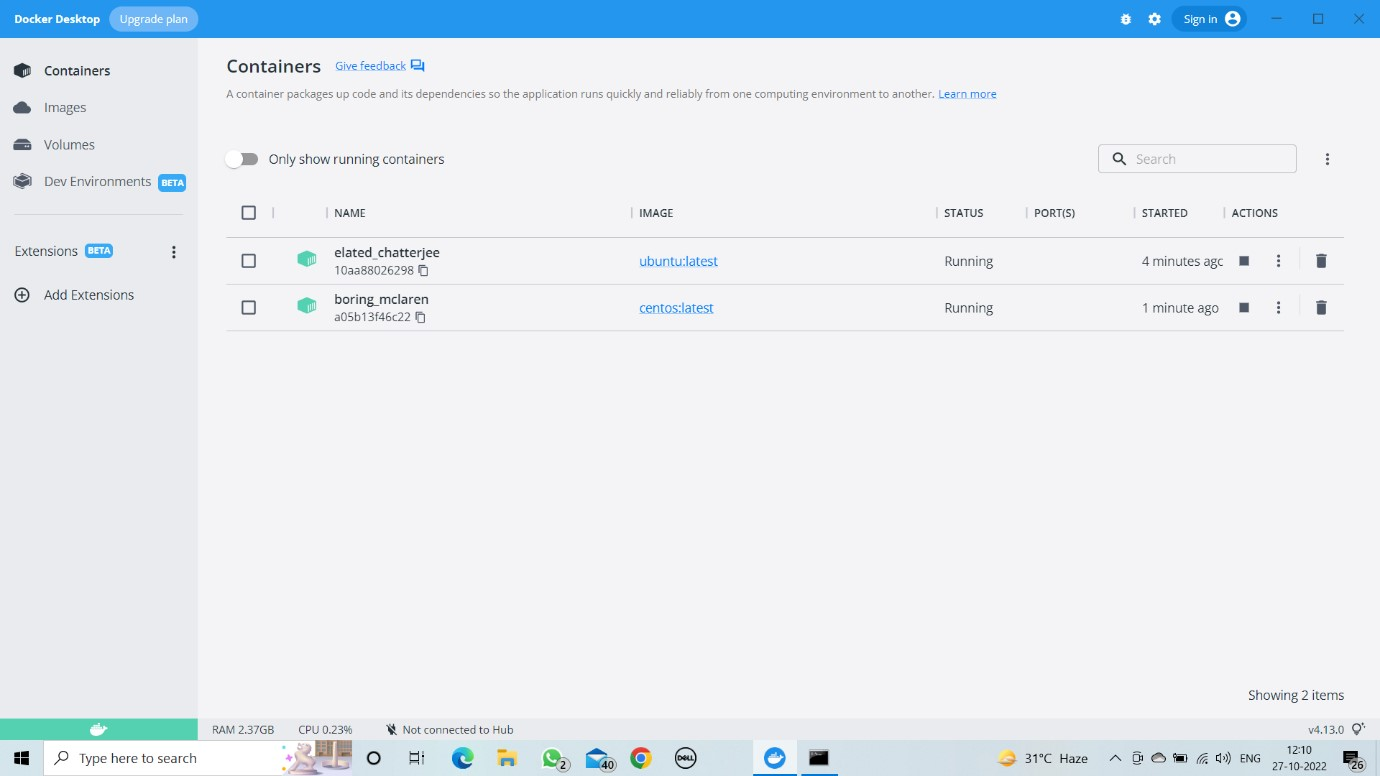 Docker Desktop Upgrade plan Sign in
Containers
Images
Volumes
Dev Environments BETA
Extensions BETA
Add Extensions
Containers Give feedback
A container packages up code and its dependencies so the application runs quickly and reliably from one computing environment to another. Learn more
Only show running containers Search
NAME IMAGE STATUS PORT(S) STARTED ACTIONS
elated_chatterjee ubuntu:latest Running 4 minutes ago
10aa88026298
boring_mclaren centos:latest Running 1 minute ago
a05b13f46c22
Showing 2 items
RAM 2.37GB CPU 0.23% Not connected to Hub v4.13.0
Type here to search 2 40 DELL 31°C Haze ENG 12:10
27-10-2022 26